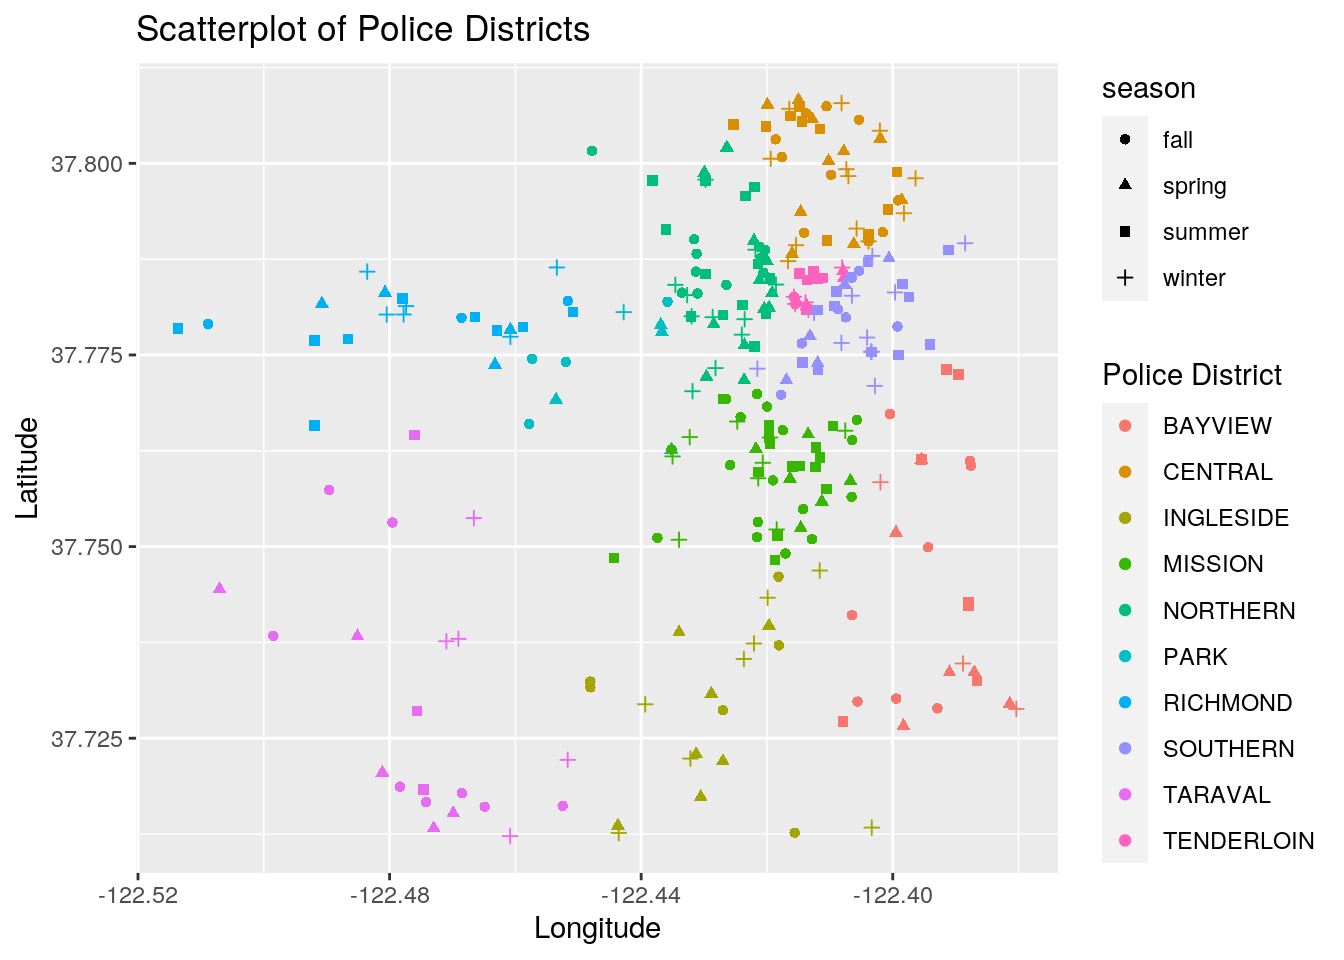 Scatterplot of Police Districts
37.800
37.775
37.750
37.725
Latitude
-122.52
-122.48
-122.44
-122.40
Longitude
season
fall
spring
summer
winter
Police District
BAYVIEW
CENTRAL
INGLESIDE
MISSION
NORTHERN
PARK
RICHMOND
SOUTHERN
TARAVAL
TENDERLOIN